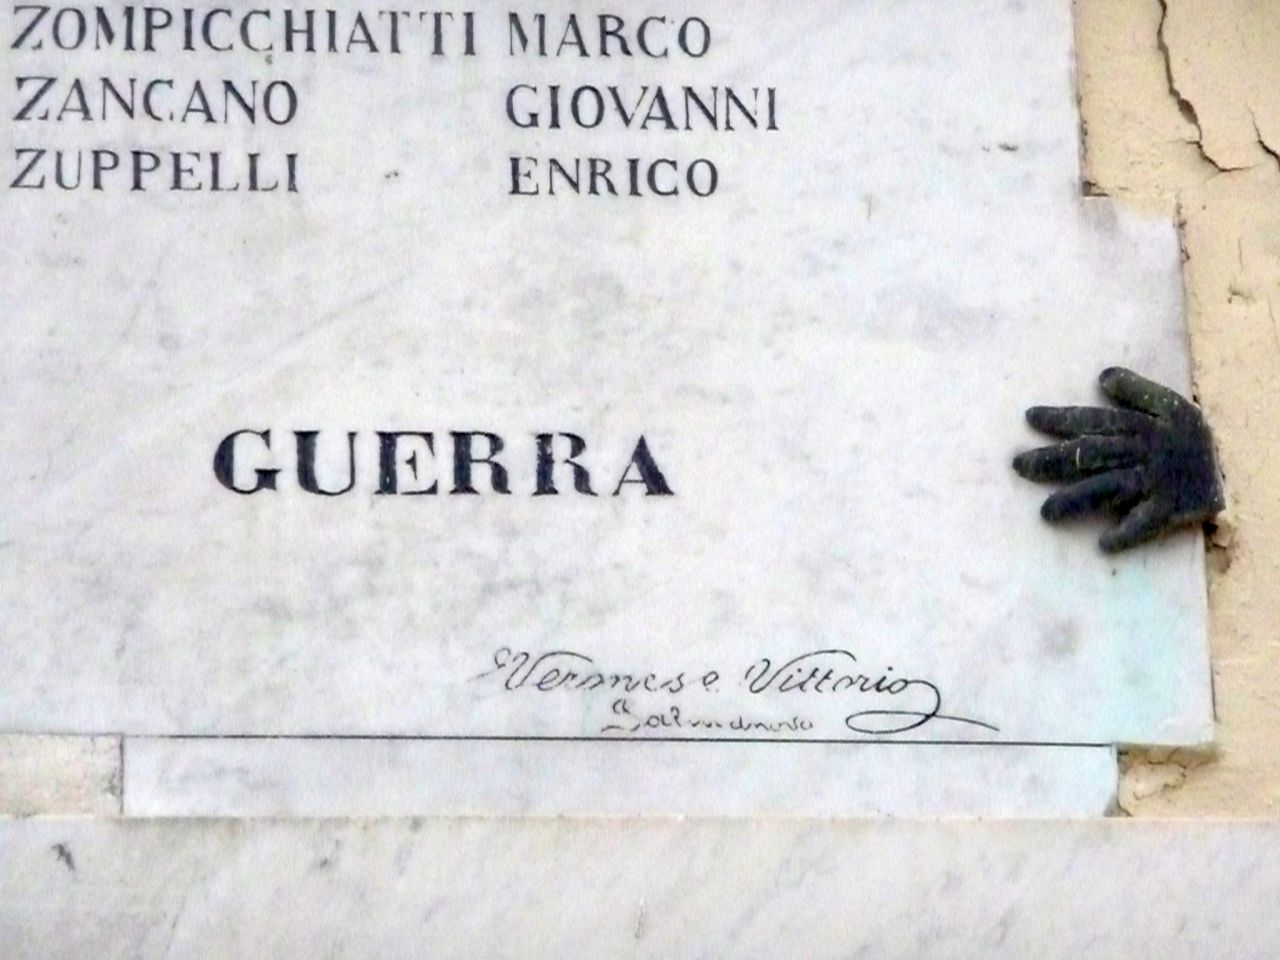 ZOMPICCHIATTI MARCO
ZANCANO GIOVANNI
ZUPPELLI ENRICO
GUERRA
Veronese Vittorio